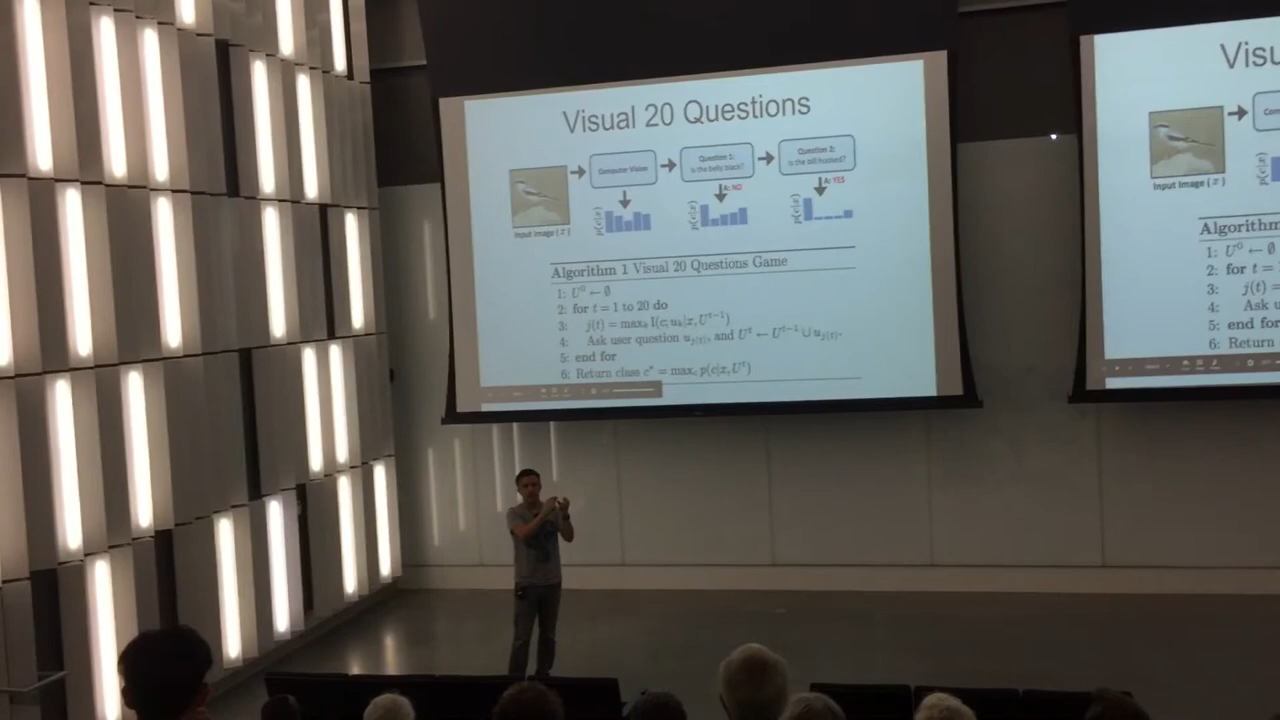 Visual 20 Questions
Computer Vision
Question 1:
Is the belly black?
Question 2:
Is the bill hooked?
A: NO
A: YES
p(c|x)
p(c|x)
p(c|x)
Input Image ( x )
Algorithm 1 Visual 20 Questions Game
1: U⁰ ← ∅
2: for t = 1 to 20 do
3: j(t) = maxₖ I(c; uₖ|x, Uᵗ⁻¹)
4: Ask user question u_{j(t)}, and Uᵗ ← Uᵗ⁻¹ ∪ u_{j(t)}.
5: end for
6: Return class c* = max_c p(c|x, Uᵗ)
Visu
Com
Input Image ( x )
p(c|x)
Algorithm
1: U⁰ ← ∅
2: for t =
3: j(t) =
4: Ask u
5: end for
6: Return